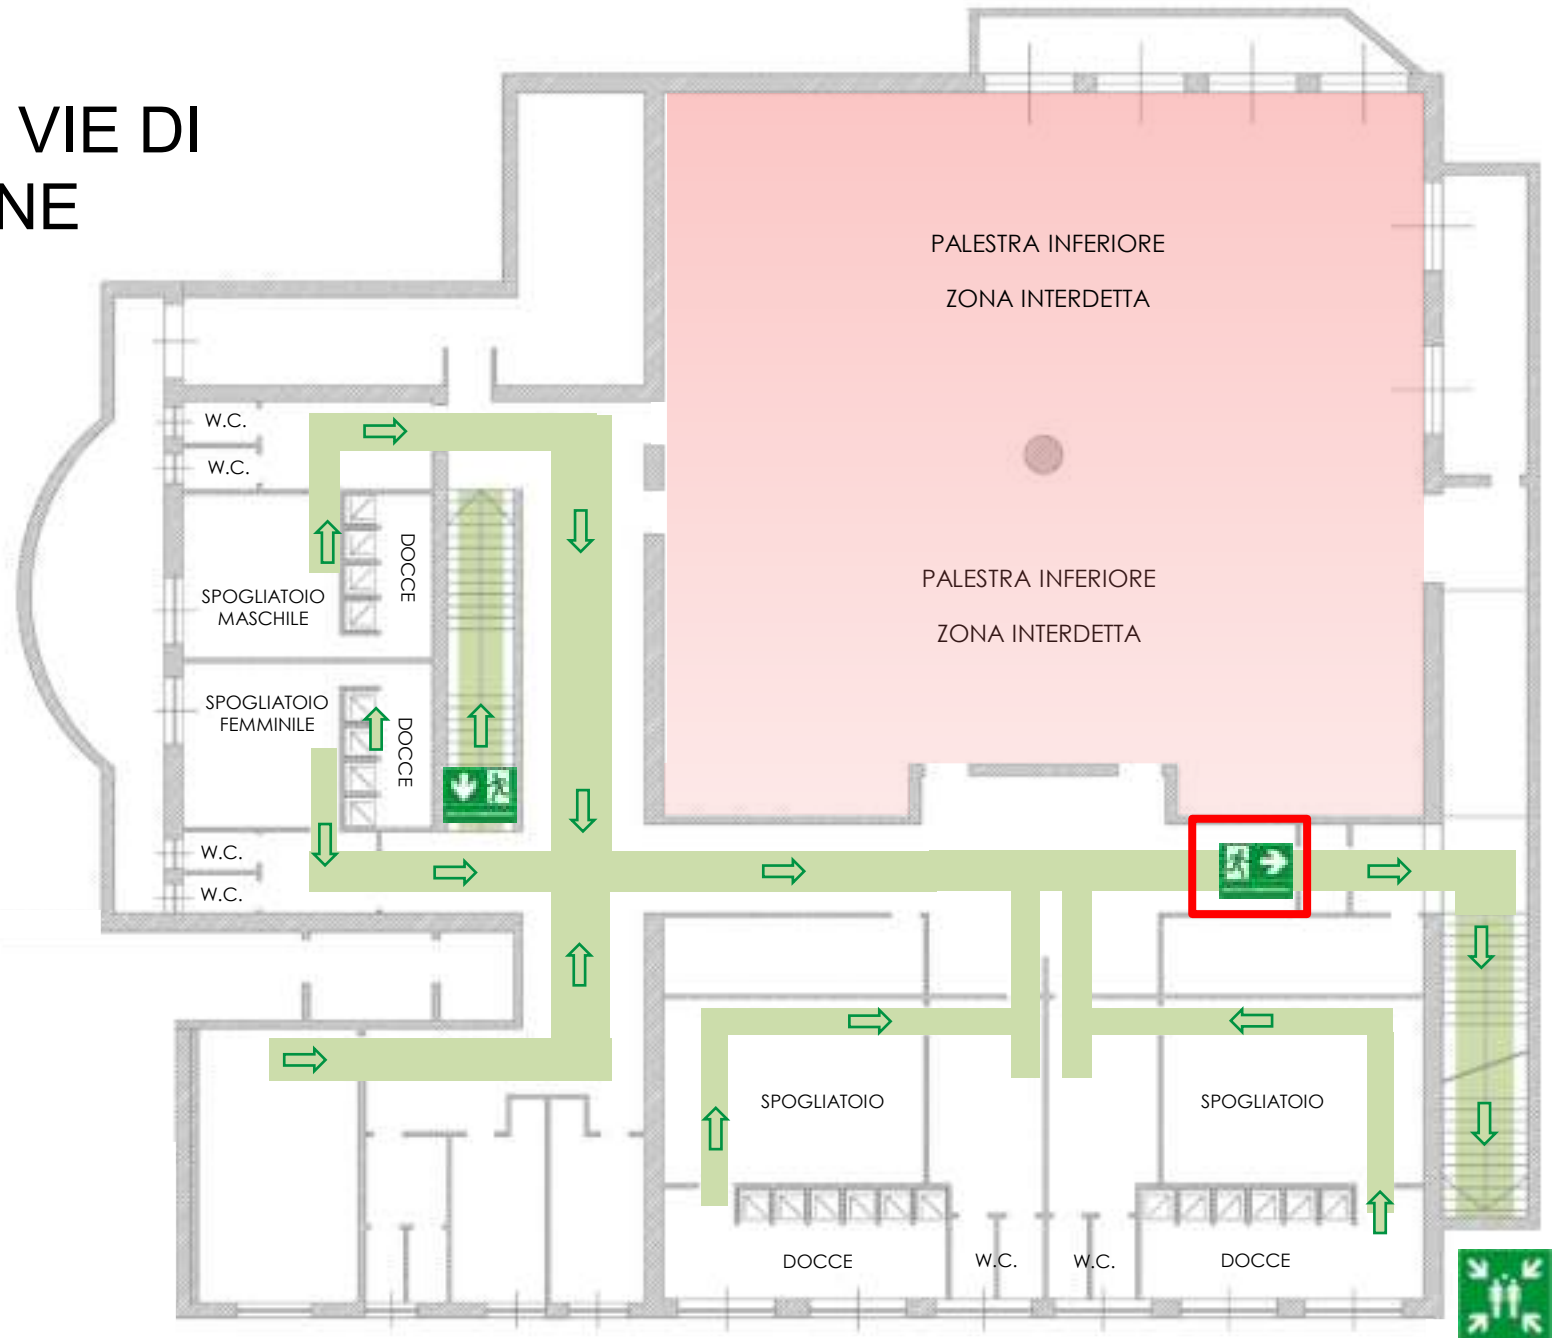 VIE DI
NE
PALESTRA INFERIORE
ZONA INTERDETTA
W.C.
W.C.
DOCCE
PALESTRA INFERIORE
ZONA INTERDETTA
SPOGLIATOIO
MASCHILE
SPOGLIATOIO
FEMMINILE
DOCCE
W.C.
W.C.
SPOGLIATOIO
SPOGLIATOIO
DOCCE
W.C.
W.C.
DOCCE